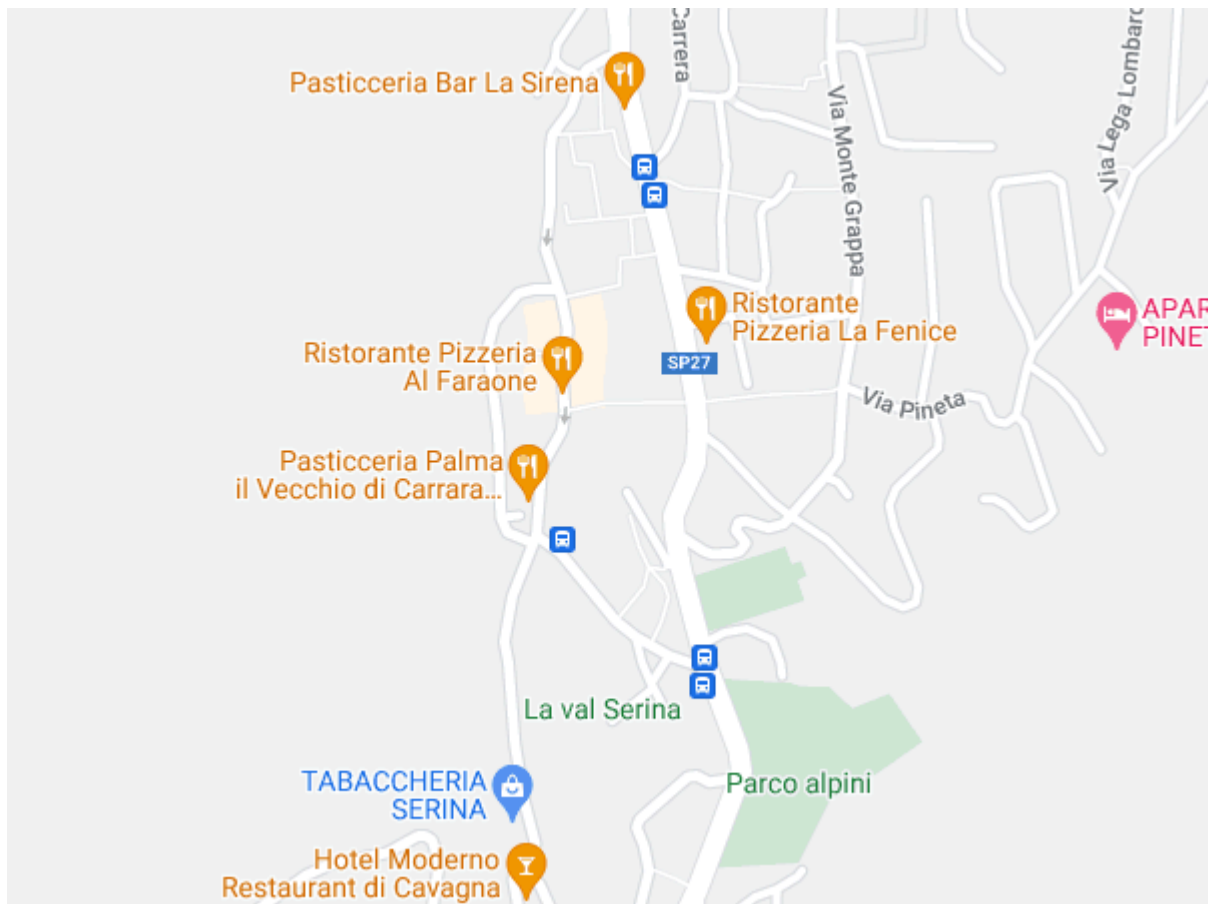 Carrera
Pasticceria Bar La Sirena
Via Monte Grappa
Via Lega Lombard
Ristorante
Pizzeria La Fenice
APAR
PINET
Ristorante Pizzeria
Al Faraone
SP27
Via Pineta
Pasticceria Palma
il Vecchio di Carrara...
La val Serina
TABACCHERIA
SERINA
Parco alpini
Hotel Moderno
Restaurant di Cavagna